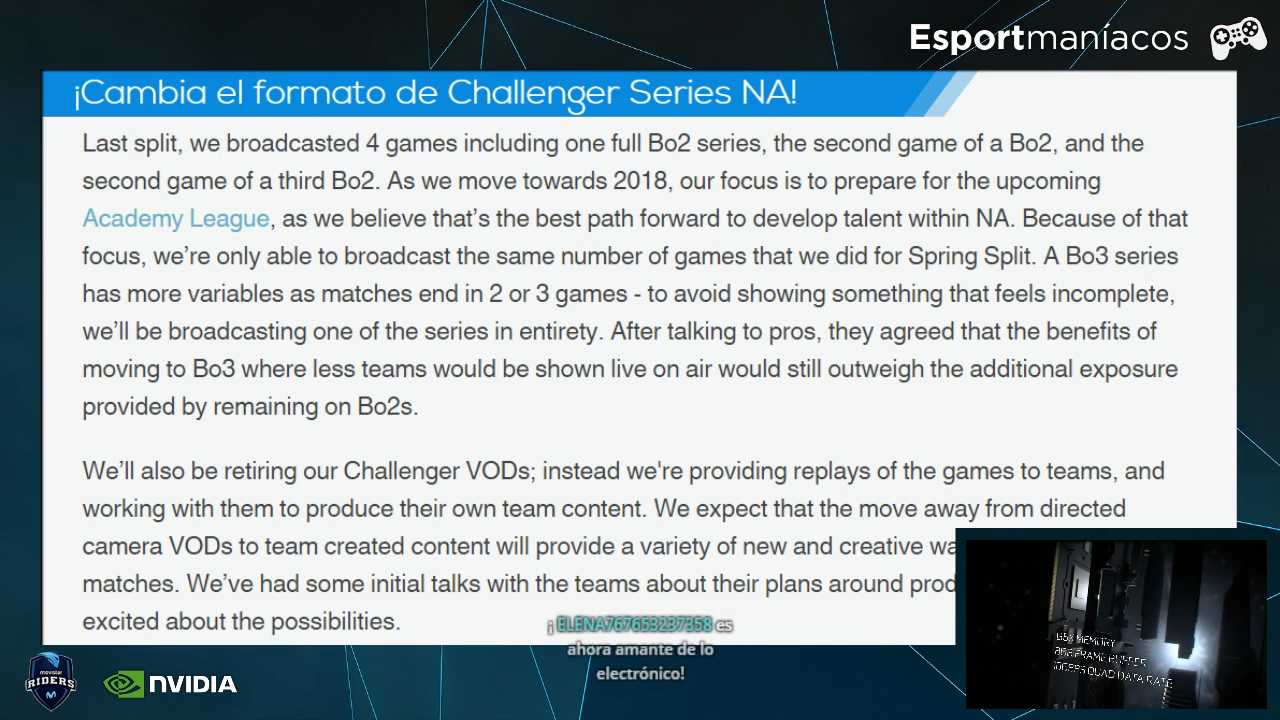 Esportmaníacos
¡Cambia el formato de Challenger Series NA!
Last split, we broadcasted 4 games including one full Bo2 series, the second game of a Bo2, and the
second game of a third Bo2. As we move towards 2018, our focus is to prepare for the upcoming
Academy League, as we believe that's the best path forward to develop talent within NA. Because of that
focus, we're only able to broadcast the same number of games that we did for Spring Split. A Bo3 series
has more variables as matches end in 2 or 3 games - to avoid showing something that feels incomplete,
we'll be broadcasting one of the series in entirety. After talking to pros, they agreed that the benefits of
moving to Bo3 where less teams would be shown live on air would still outweigh the additional exposure
provided by remaining on Bo2s.
We'll also be retiring our Challenger VODs; instead we're providing replays of the games to teams, and
working with them to produce their own team content. We expect that the move away from directed
camera VODs to team created content will provide a variety of new and creative wa
matches. We've had some initial talks with the teams about their plans around prod
excited about the possibilities.
¡ELENA767653237358 es
ahora amante de lo
electrónico!
G5X MEMORY
8GB FRAME BUFFER
10GBPS QUAD DATA RATE
movistar
RIDERS
NVIDIA